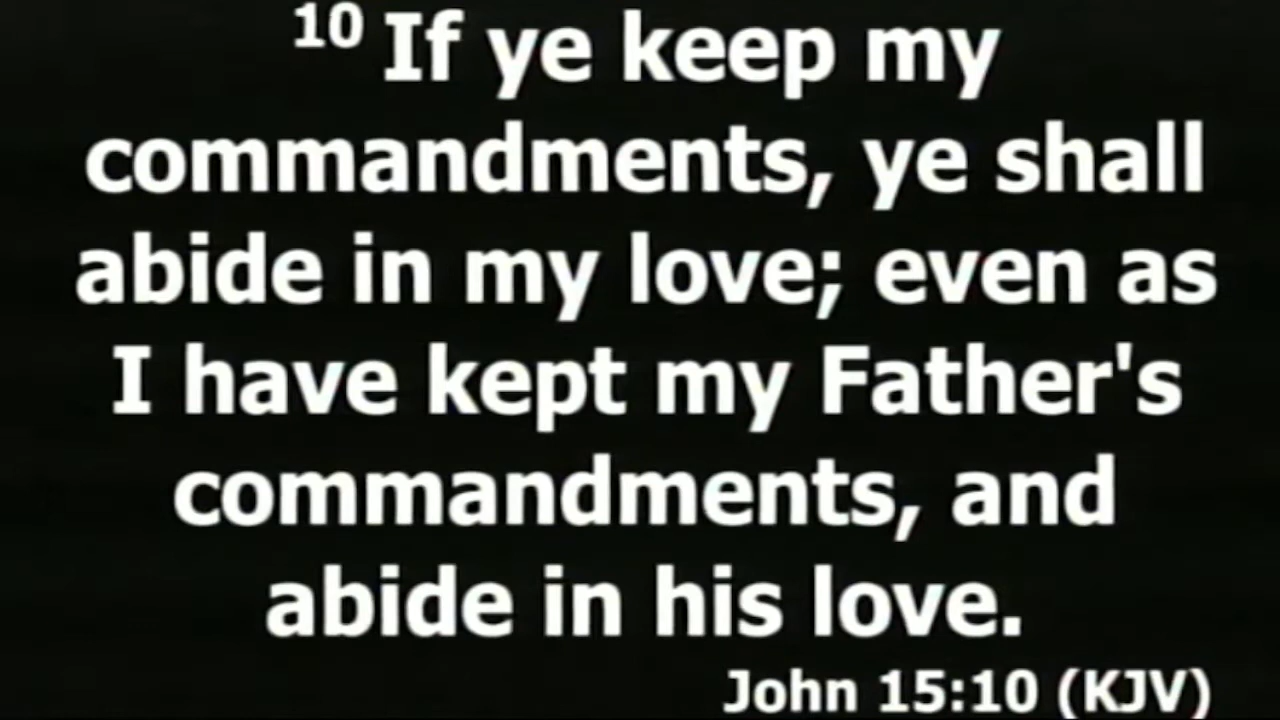 10 If ye keep my
commandments, ye shall
abide in my love; even as
I have kept my Father's
commandments, and
abide in his love.
John 15:10 (KJV)